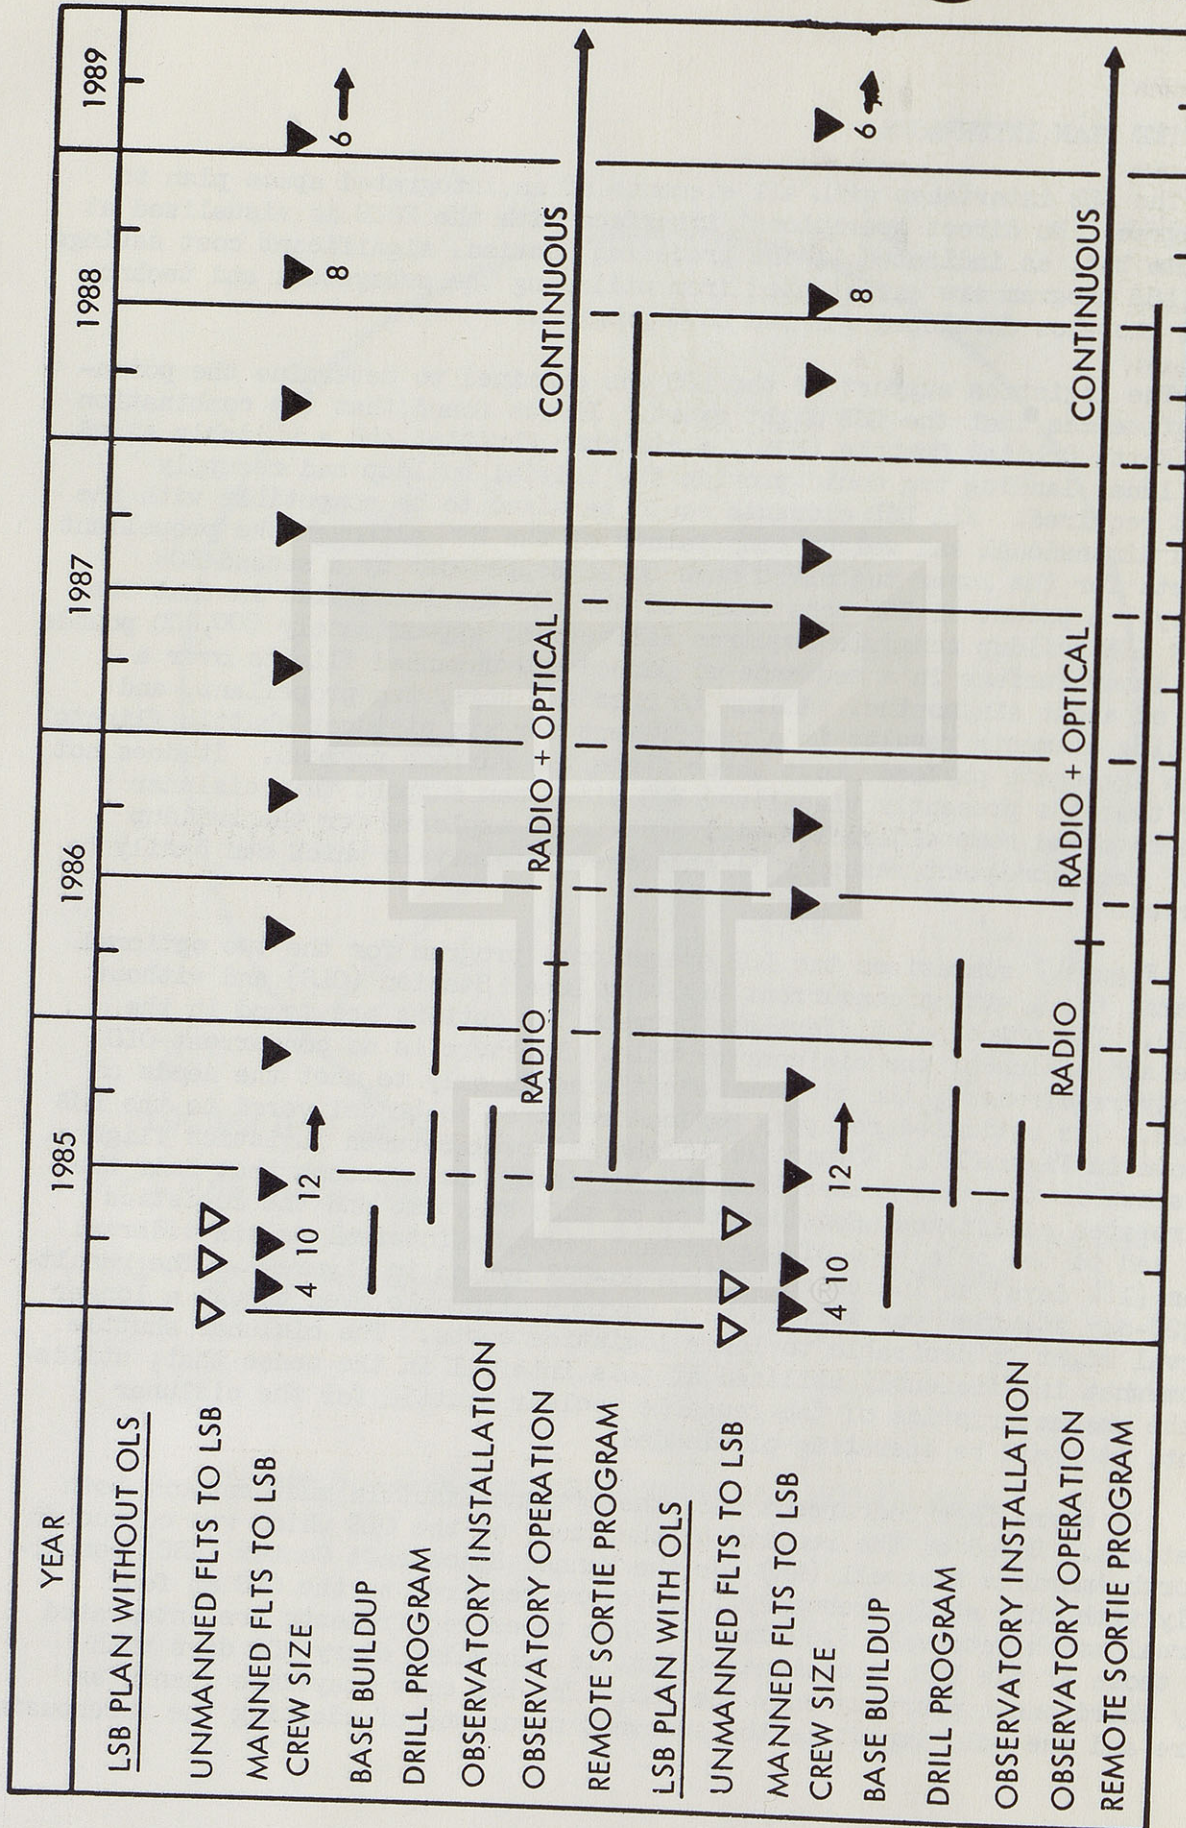 YEAR 1985 1986 1987 1988 1989
LSB PLAN WITHOUT OLS
UNMANNED FLTS TO LSB
MANNED FLTS TO LSB
CREW SIZE 4 10 12 8 6
BASE BUILDUP
DRILL PROGRAM
OBSERVATORY INSTALLATION
OBSERVATORY OPERATION RADIO RADIO + OPTICAL CONTINUOUS
REMOTE SORTIE PROGRAM
LSB PLAN WITH OLS
UNMANNED FLTS TO LSB
MANNED FLTS TO LSB
CREW SIZE 4 10 12 8 6
BASE BUILDUP
DRILL PROGRAM
OBSERVATORY INSTALLATION
OBSERVATORY OPERATION RADIO RADIO + OPTICAL CONTINUOUS
REMOTE SORTIE PROGRAM